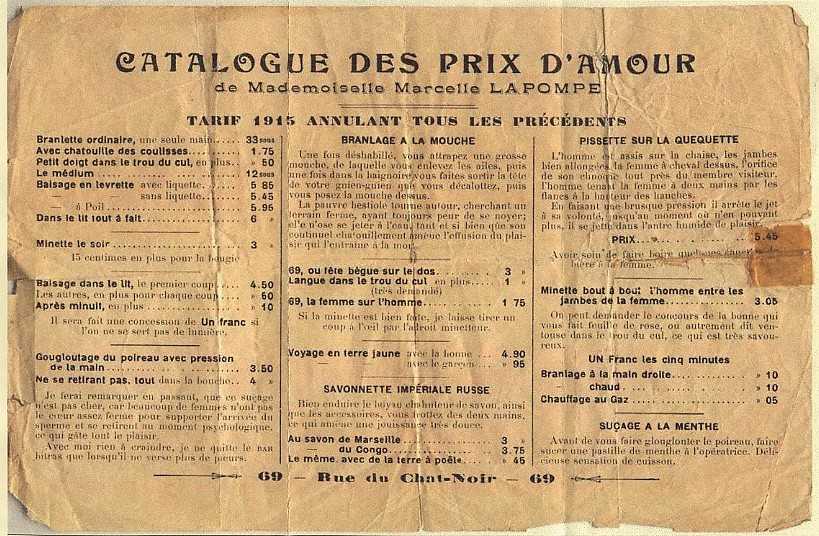 CATALOGUE DES PRIX D'AMOUR
de Mademoiselle Marcelle LAPOMPE
TARIF 1915 ANNULANT TOUS LES PRÉCÉDENTS
Branlette ordinaire, une seule main..... 33 sous
Avec chatouille des coulisses.... 1.75
Petit doigt dans le trou du cul, en plus. » 50
Le médium ................. 12 sous
Baisage en levrette avec liquette..... 5 85
— sans liquette..... 5.45
— à Poil............ 5.95
Dans le lit tout à fait............ 6 »
Minette le soir .................. 3 »
15 centimes en plus pour la bougie
Baisage dans le lit, le premier coup .... 4.50
Les autres, en plus pour chaque coup.... » 60
Après minuit, en plus ............ » 10
Il sera fait une concession de Un franc si
l'on ne se sert pas de lumière.
Gougloutage du poireau avec pression
de la main.................. 3.50
Ne se retirant pas, tout dans la bouche.. 4 »
Je ferai remarquer en passant, que ce suçage
n'est pas cher, car beaucoup de femmes n'ont pas
le cœur assez ferme pour supporter l'arrivée du
sperme et se retirent au moment psychologique,
ce qui gâte tout le plaisir.
Avec moi rien à craindre, je ne quitte le BAR
bitras que lorsqu'il ne verse plus de pleurs.
BRANLAGE A LA MOUCHE
Une fois déshabillé, vous attrapez une grosse
mouche, de laquelle vous enlevez les ailes, puis
une fois dans la baignoire vous faites sortir la tête
de votre guien-guien que vous décalottez, puis
vous posez la mouche dessus.
La pauvre bestiole tourne autour, cherchant un
terrain ferme, ayant toujours peur de se noyer;
elle n'ose se jeter à l'eau, tant et si bien que son
continuel chatouillement amène l'effusion du plai-
sir qui l'entraîne à la mort.
69, ou tête bègue sur le dos........ 3 »
Langue dans le trou du cul en plus..... 1 »
(très demandé)
69, la femme sur l'homme......... 1 75
Si la minette est bien faite, je laisse tirer un
coup à l'œil par l'adroit minetteur.
Voyage en terre jaune avec la bonne ... 4.90
— avec le garçon... » 95
SAVONNETTE IMPÉRIALE RUSSE
Bien enduire le boyau chahuteur de savon, ainsi
que les accessoires, vous frottez des deux mains,
ce qui amène une jouissance très douce.
Au savon de Marseille ............ 3 »
— du Congo................ 3.75
Le même, avec de la terre à poêle... » 45
PISSETTE SUR LA QUEQUETTE
L'homme est assis sur la chaise, les jambes
bien allongées, la femme à cheval dessus, l'orifice
de son tout près du membre visiteur.
L'homme tenant la femme à deux mains par les
flancs à la hauteur des hanches.
En faisant une brusque pression il arrête le jet
à sa volonté, jusqu'au moment où n'en pouvant
plus, il se jette dans l'antre humide de plaisir.
PRIX................ 5.45
Avoir soin de faire boire quelques de
bière à la femme.
Minette bout à bout l'homme entre les
jambes de la femme............... 3.05
On peut demander le concours de la bonne qui
vous fait feuille de rose, ou autrement dit ven-
touse dans le trou du cul, ce qui est très savou-
reux.
UN Franc les cinq minutes
Branlage à la main droite......... » 10
— chaud............ » 10
Chauffage au Gaz ............ » 05
SUÇAGE A LA MENTHE
Avant de vous faire glonglonter le poireau, faire
sucer une pastille de menthe à l'opératrice. Déli-
cieuse sensation de cuisson.
69 — Rue du Chat-Noir — 69